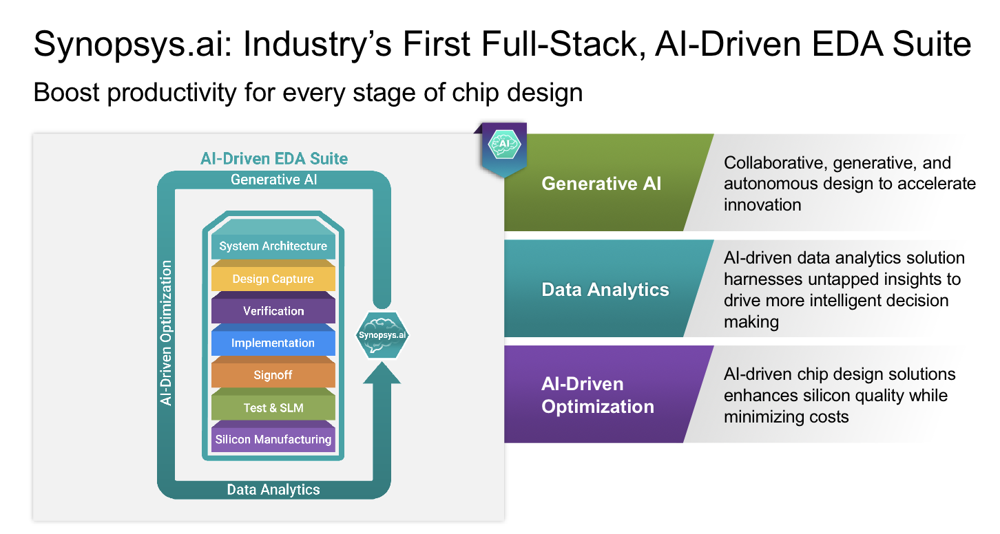 Synopsys.ai: Industry’s First Full-Stack, AI-Driven EDA Suite
Boost productivity for every stage of chip design
AI-Driven EDA Suite
Generative AI
AI-Driven Optimization
System Architecture
Design Capture
Verification
Implementation
Signoff
Test & SLM
Silicon Manufacturing
Synopsys.ai
Data Analytics
AI
Generative AI
Collaborative, generative, and
autonomous design to accelerate
innovation
Data Analytics
AI-driven data analytics solution
harnesses untapped insights to
drive more intelligent decision
making
AI-Driven
Optimization
AI-driven chip design solutions
enhances silicon quality while
minimizing costs